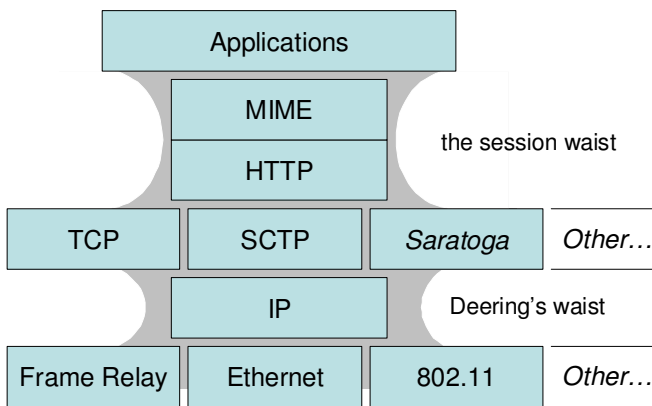 Applications
MIME
the session waist
HTTP
TCP SCTP Saratoga Other…
IP Deering's waist
Frame Relay Ethernet 802.11 Other…